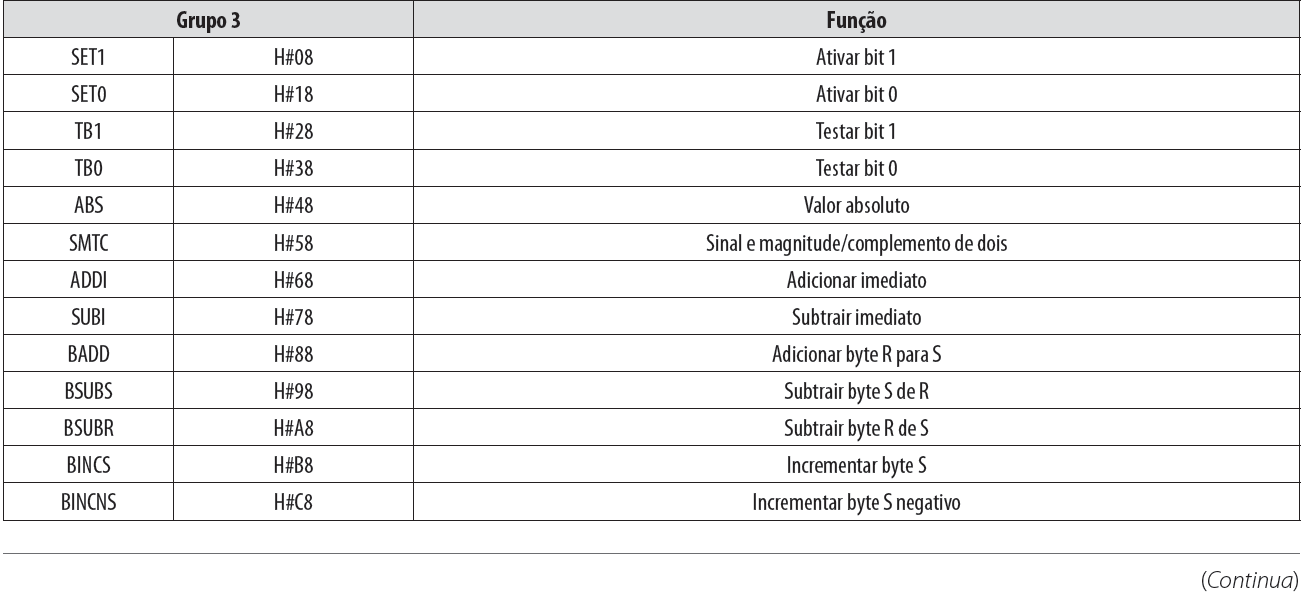 Grupo 3 Função
SET1 H#08 Ativar bit 1
SET0 H#18 Ativar bit 0
TB1 H#28 Testar bit 1
TB0 H#38 Testar bit 0
ABS H#48 Valor absoluto
SMTC H#58 Sinal e magnitude/complemento de dois
ADDI H#68 Adicionar imediato
SUBI H#78 Subtrair imediato
BADD H#88 Adicionar byte R para S
BSUBS H#98 Subtrair byte S de R
BSUBR H#A8 Subtrair byte R de S
BINCS H#B8 Incrementar byte S
BINCNS H#C8 Incrementar byte S negativo
(Continua)